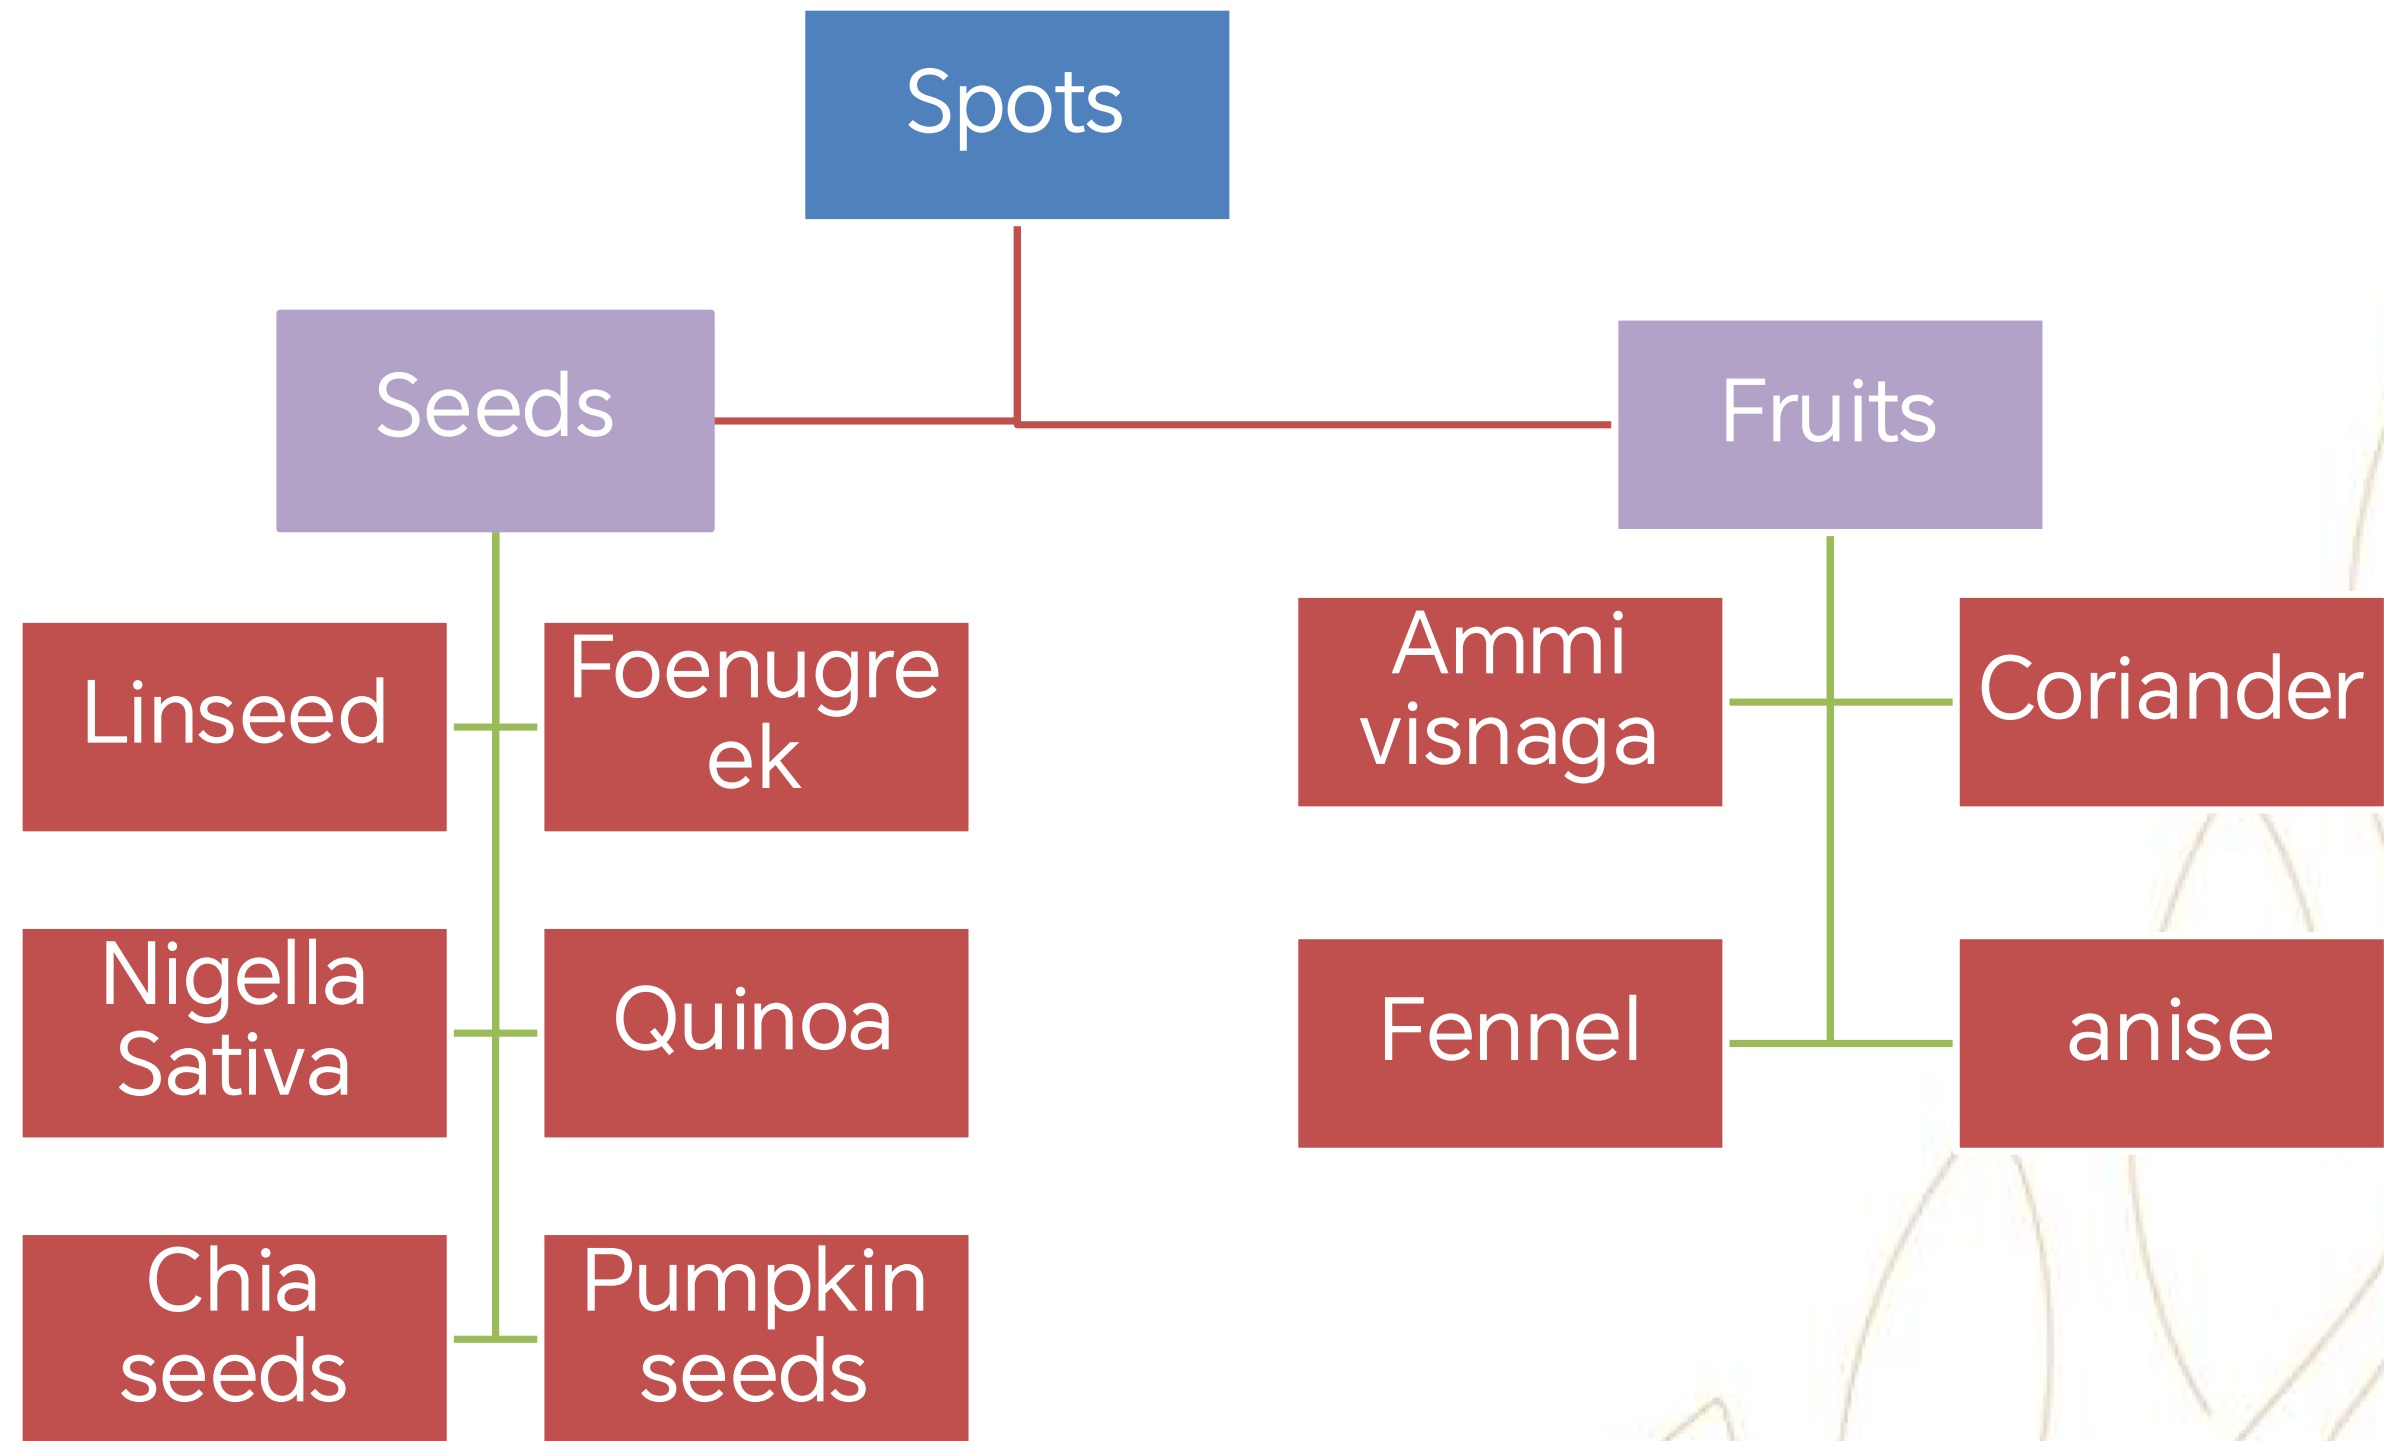 Spots
Seeds
Fruits
Linseed
Foenugre
ek
Nigella
Sativa
Quinoa
Chia
seeds
Pumpkin
seeds
Ammi
visnaga
Coriander
Fennel
anise